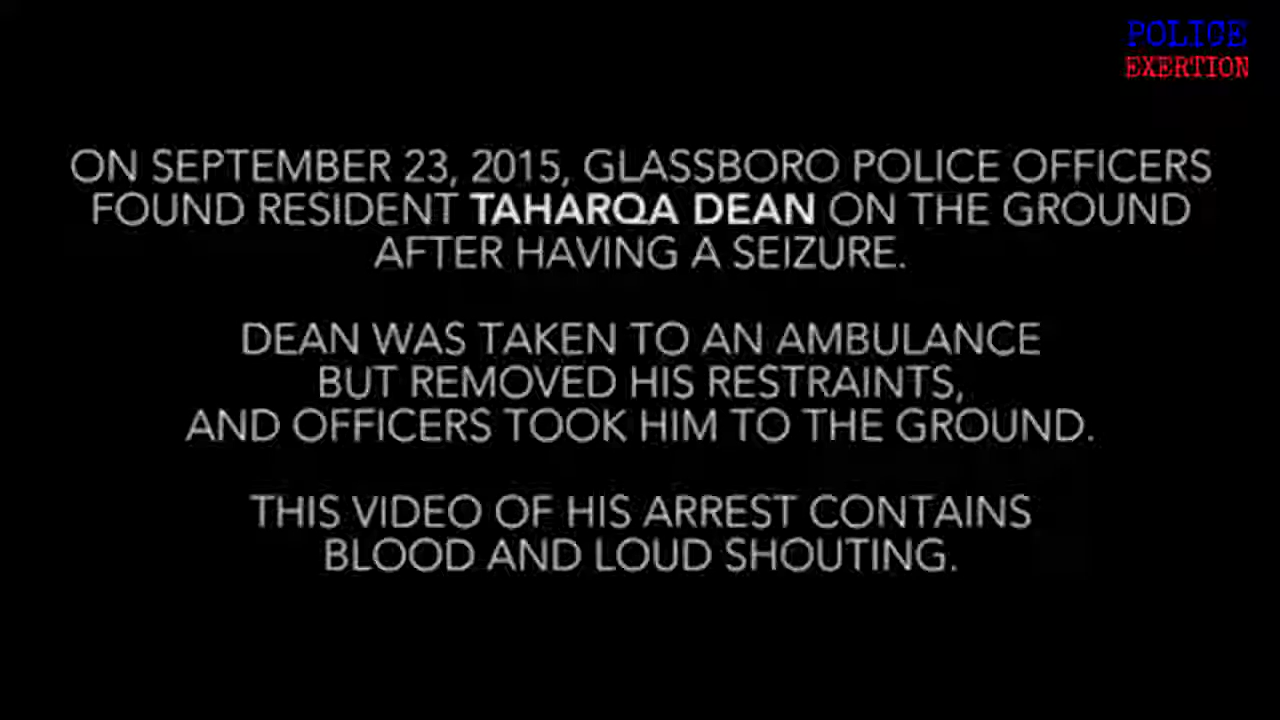 POLICE
EXERTION
ON SEPTEMBER 23, 2015, GLASSBORO POLICE OFFICERS
FOUND RESIDENT TAHARQA DEAN ON THE GROUND
AFTER HAVING A SEIZURE.
DEAN WAS TAKEN TO AN AMBULANCE
BUT REMOVED HIS RESTRAINTS,
AND OFFICERS TOOK HIM TO THE GROUND.
THIS VIDEO OF HIS ARREST CONTAINS
BLOOD AND LOUD SHOUTING.